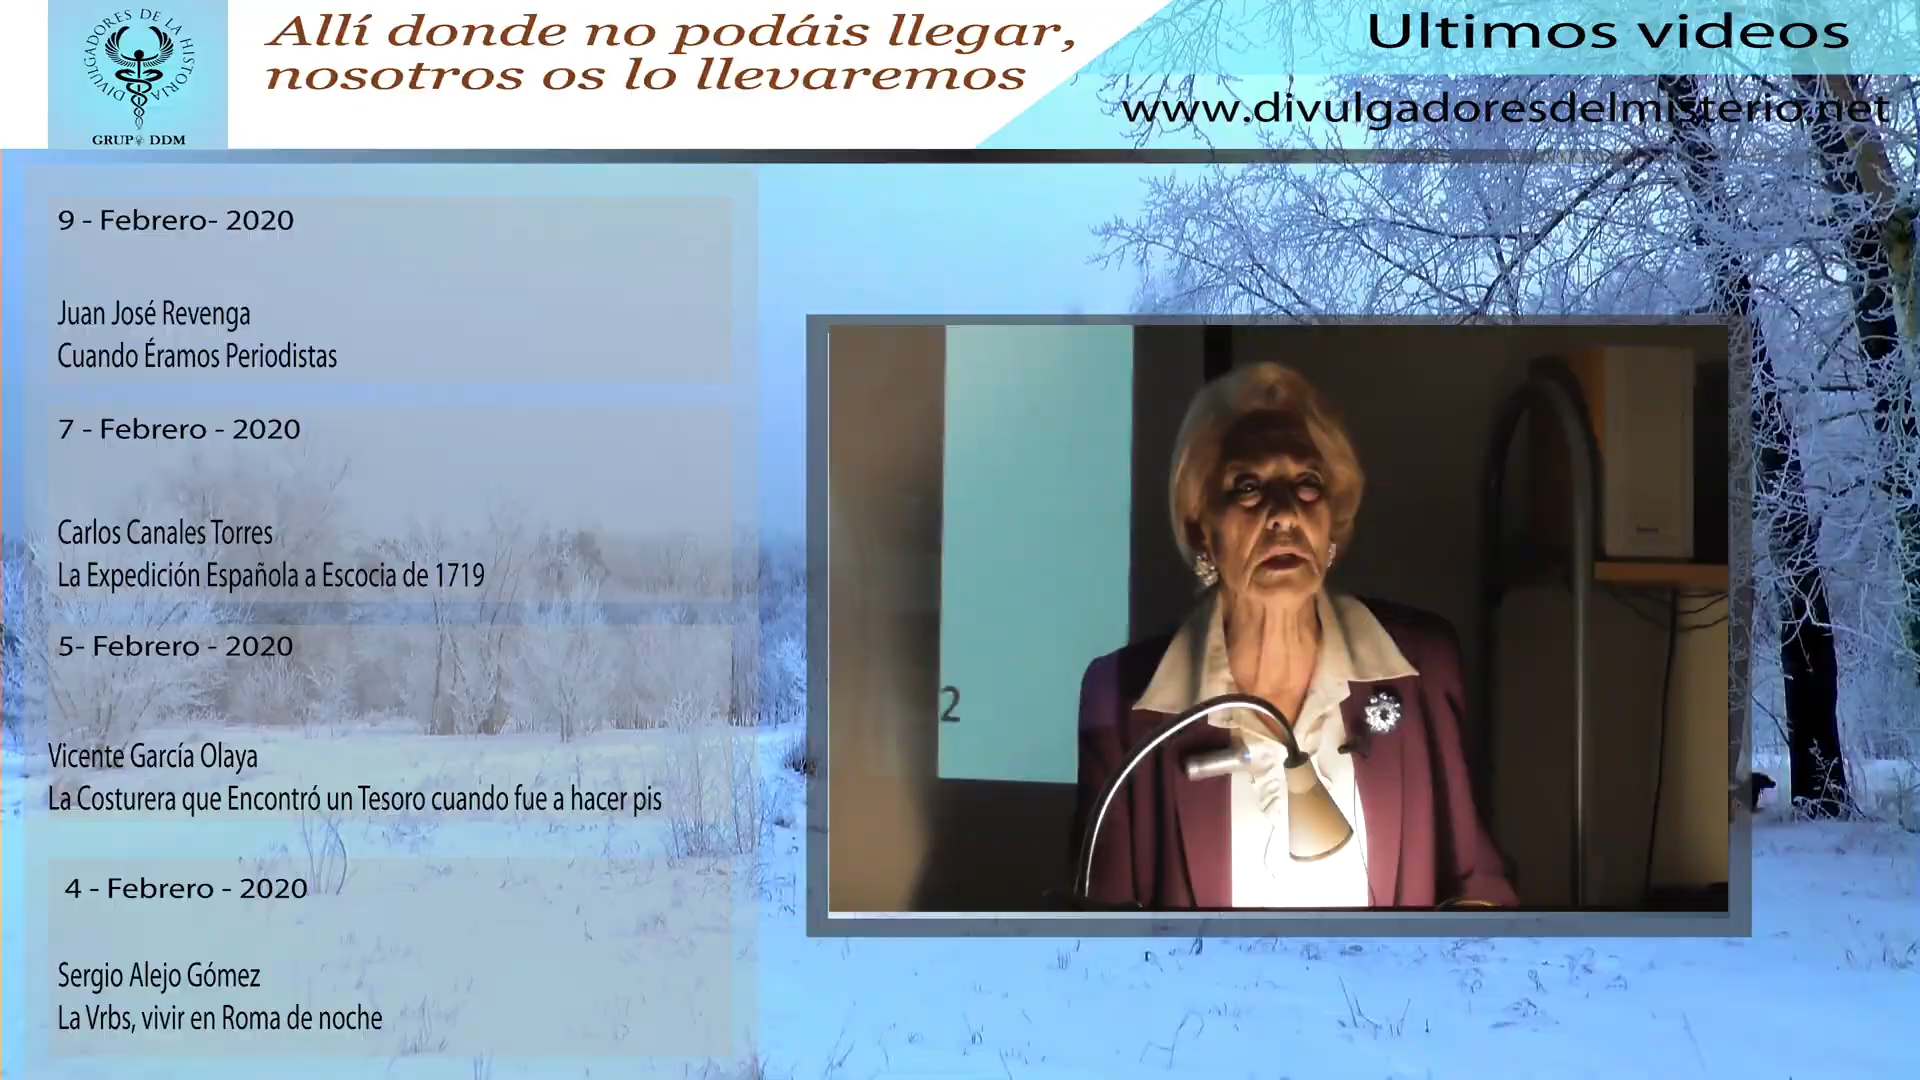 DIVULGADORES DE LA HISTORIA
GRUPO DDM
Allí donde no podáis llegar,
nosotros os lo llevaremos
Ultimos videos
www.divulgadoresdelmisterio.net
9 - Febrero- 2020
Juan José Revenga
Cuando Éramos Periodistas
7 - Febrero - 2020
Carlos Canales Torres
La Expedición Española a Escocia de 1719
5- Febrero - 2020
Vicente García Olaya
La Costurera que Encontró un Tesoro cuando fue a hacer pis
4 - Febrero - 2020
Sergio Alejo Gómez
La Vrbs, vivir en Roma de noche
2